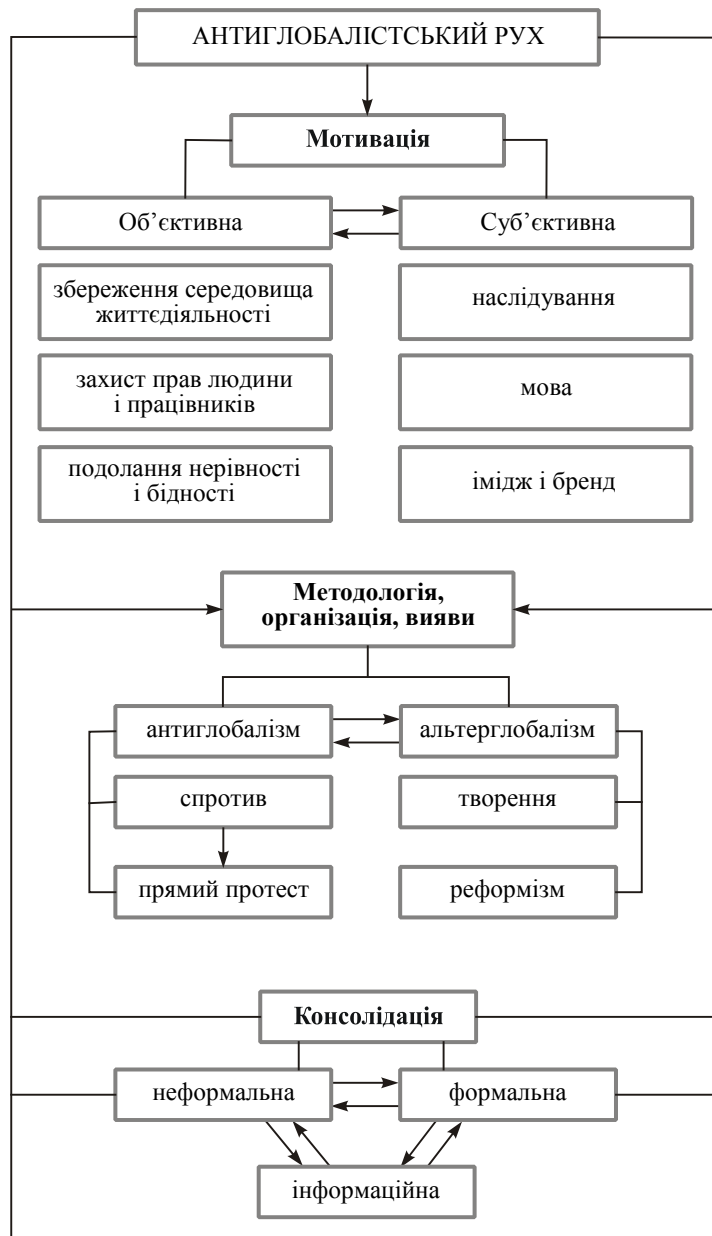 АНТИГЛОБАЛІСТСЬКИЙ РУХ
Мотивація
Об’єктивна
Суб’єктивна
збереження середовища
життєдіяльності
наслідування
захист прав людини
і працівників
мова
подолання нерівності
і бідності
імідж і бренд
Методологія,
організація, вияви
антиглобалізм
альтерглобалізм
спротив
творення
прямий протест
реформізм
Консолідація
неформальна
формальна
інформаційна